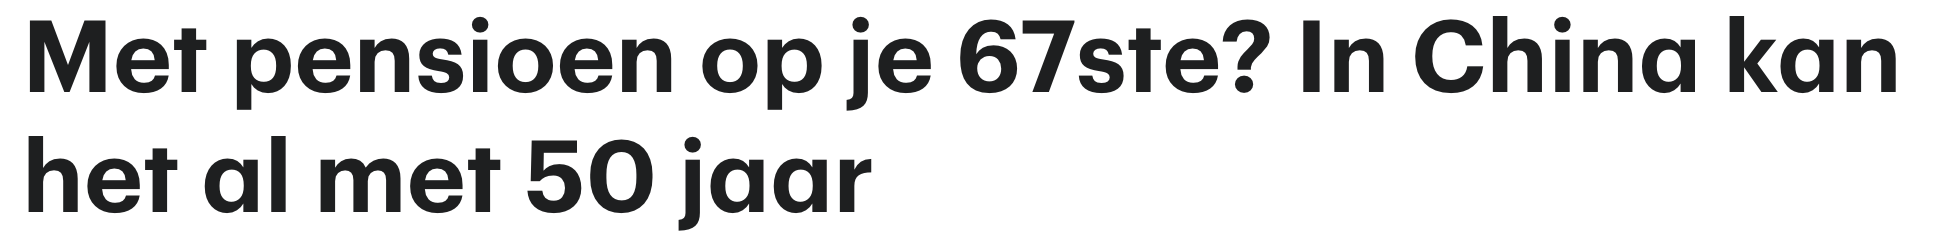 Met pensioen op je 67ste? In China kan
het al met 50 jaar